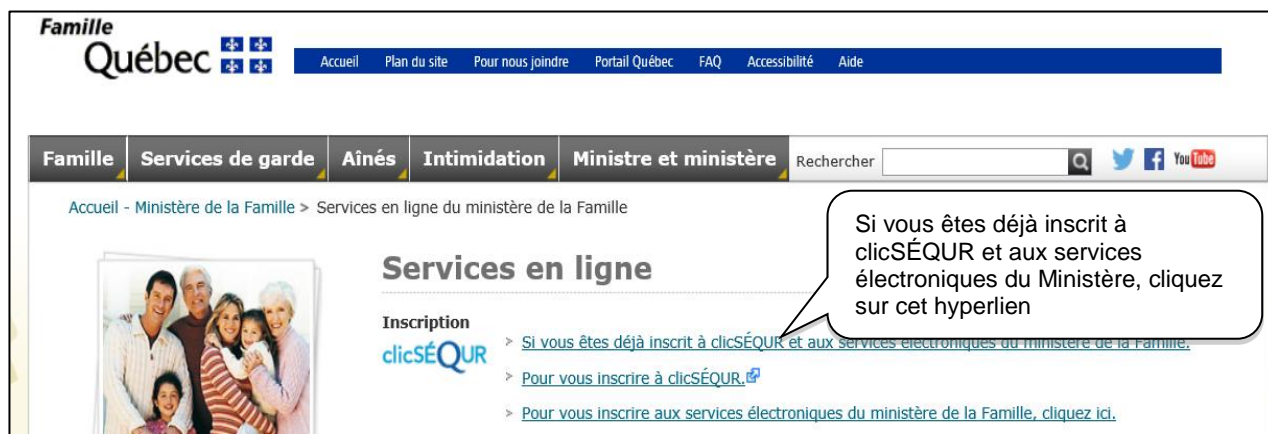 Famille
Québec
Accueil Plan du site Pour nous joindre Portail Québec FAQ Accessibilité Aide
Famille Services de garde Aînés Intimidation Ministre et ministère Rechercher You Tube
Accueil - Ministère de la Famille > Services en ligne du ministère de la Famille
Si vous êtes déjà inscrit à
clicSÉQUR et aux services
électroniques du Ministère, cliquez
sur cet hyperlien
Services en ligne
Inscription
clicSÉQUR
> Si vous êtes déjà inscrit à clicSÉQUR et aux services électroniques du ministère de la Famille.
> Pour vous inscrire à clicSÉQUR.
> Pour vous inscrire aux services électroniques du ministère de la Famille, cliquez ici.